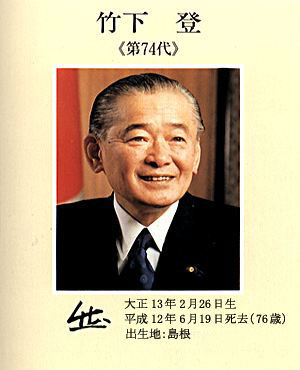 竹下 登
《第74代》
大正13年2月26日生
平成12年6月19日死去(76歳)
出生地:島根